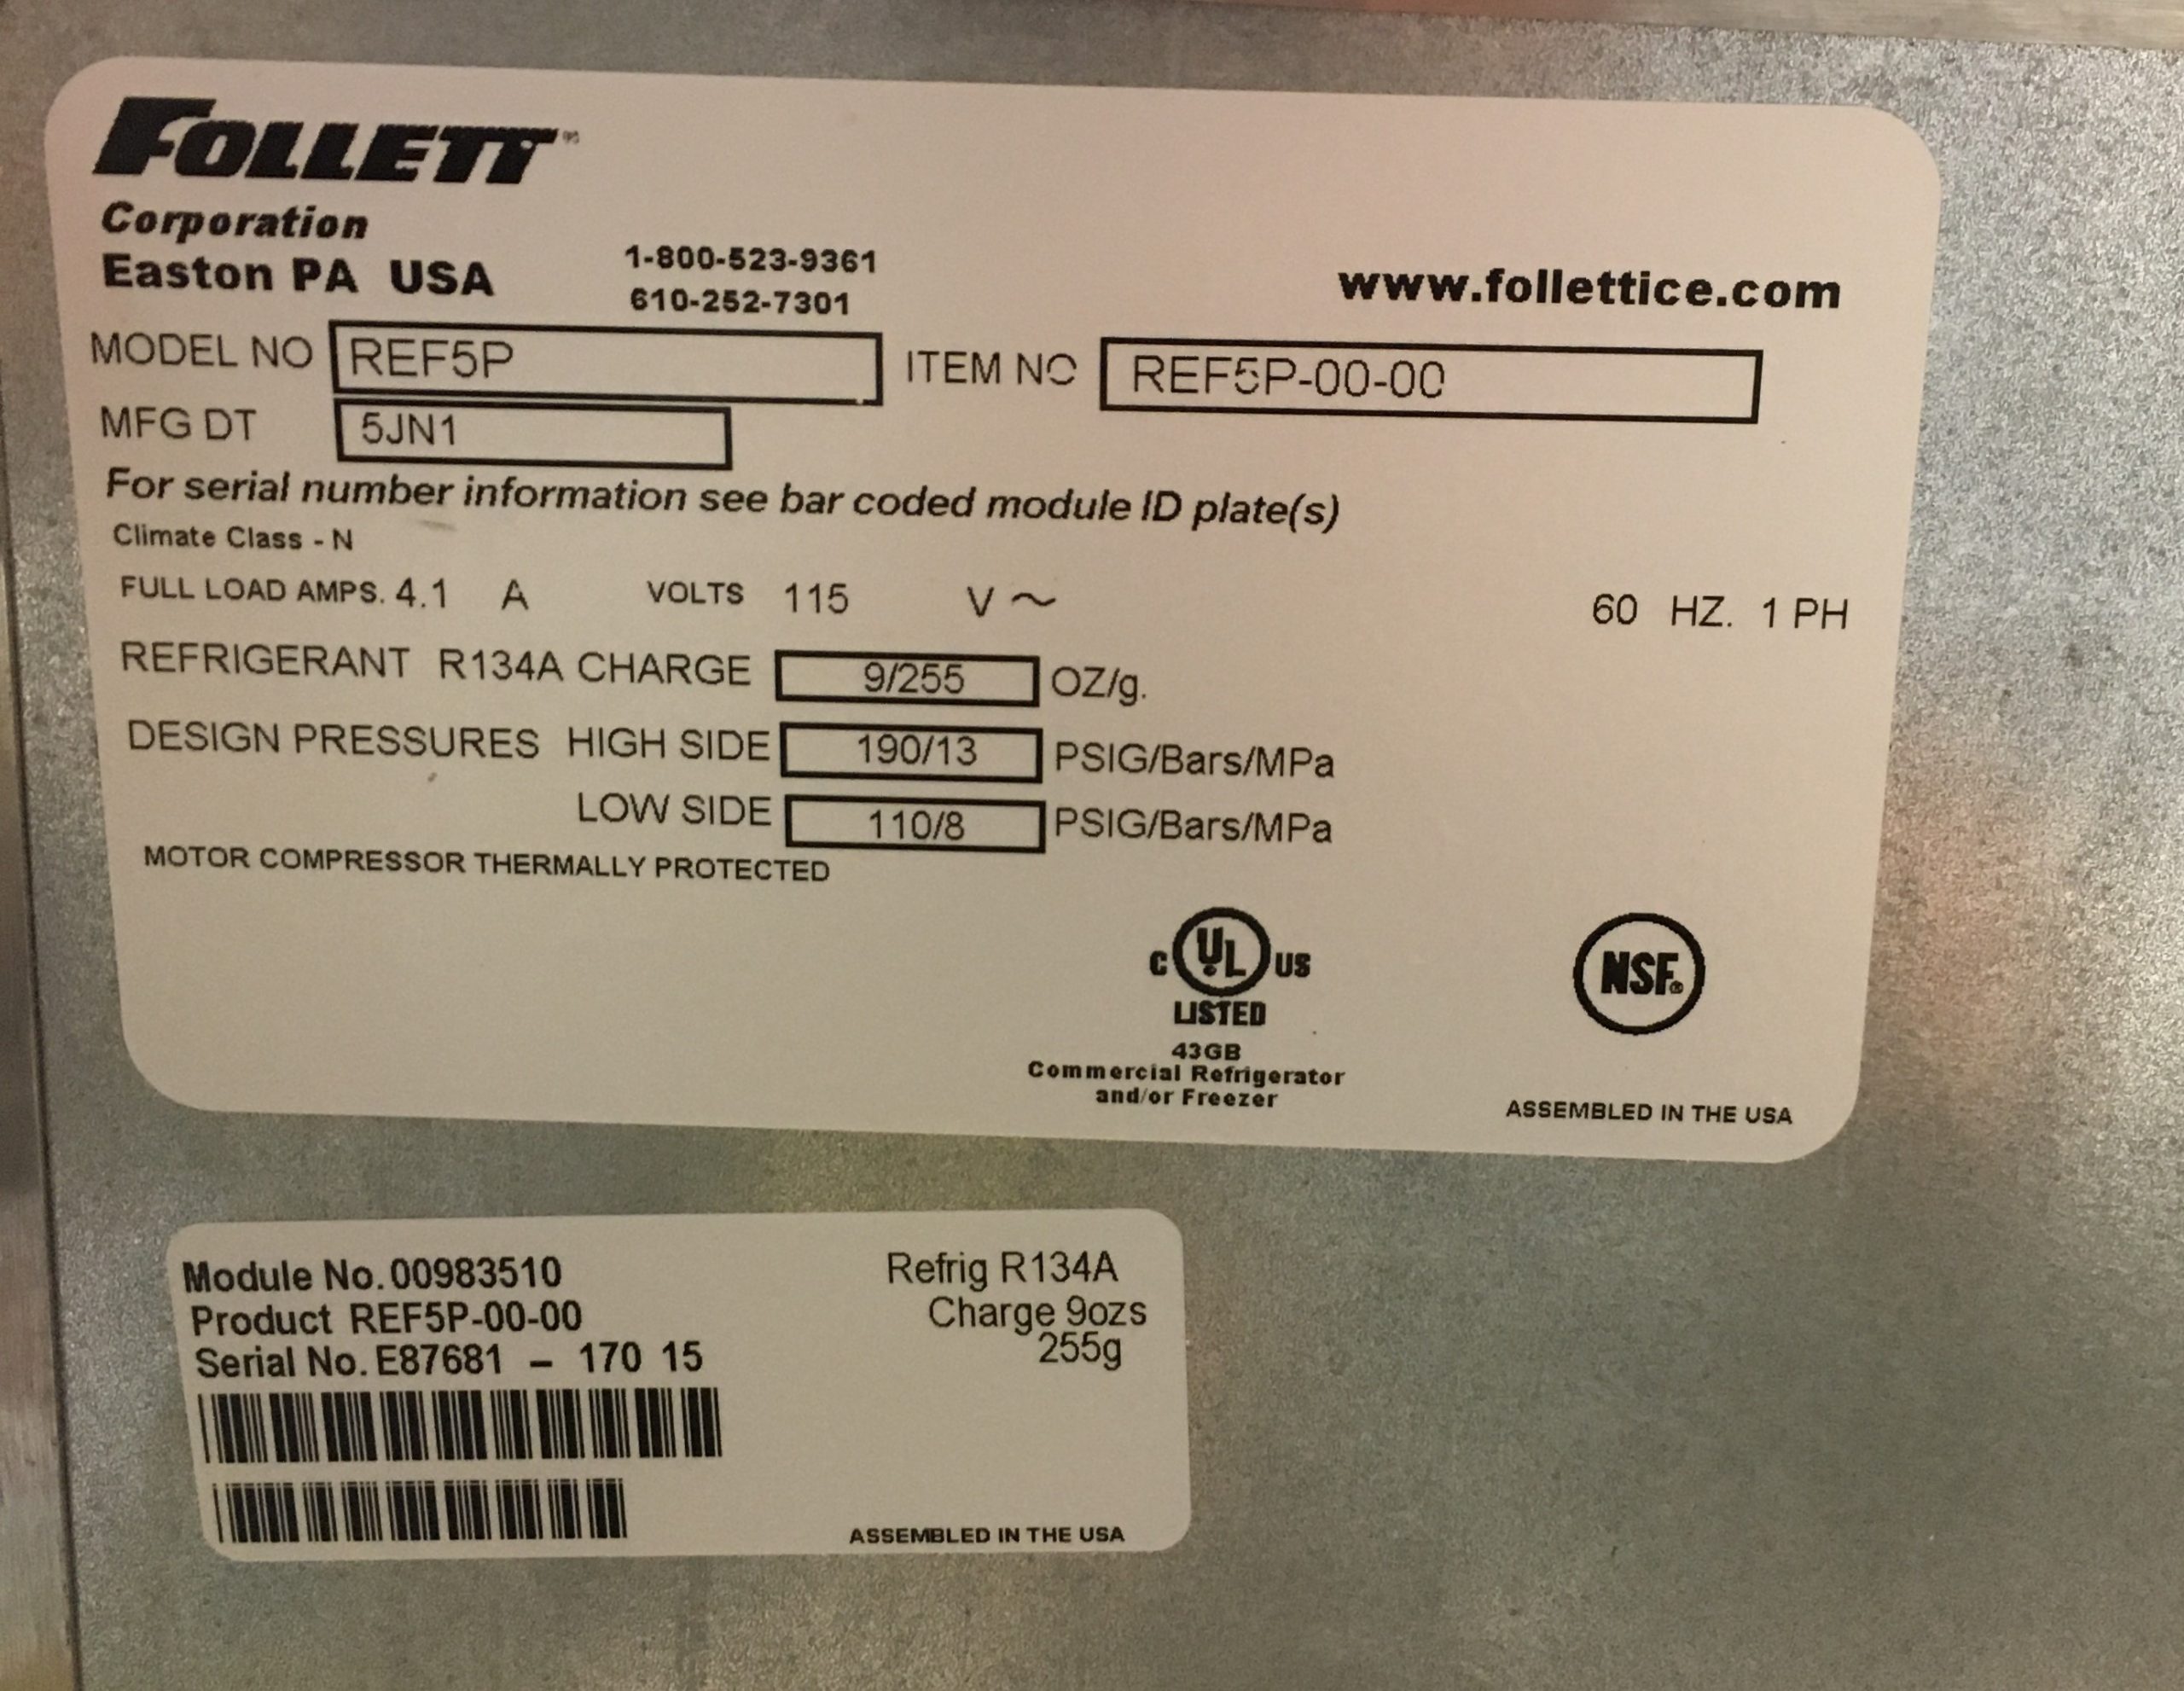 FOLLETT
Corporation
Easton PA USA
1-800-523-9361
610-252-7301
www.follettice.com
MODEL NO REF5P ITEM NO REF5P-00-00
MFG DT 5JN1
For serial number information see bar coded module ID plate(s)
Climate Class - N
FULL LOAD AMPS. 4.1 A VOLTS 115 V ~ 60 HZ. 1 PH
REFRIGERANT R134A CHARGE 9/255 OZ/g.
DESIGN PRESSURES HIGH SIDE 190/13 PSIG/Bars/MPa
LOW SIDE 110/8 PSIG/Bars/MPa
MOTOR COMPRESSOR THERMALLY PROTECTED
C UL US
LISTED
43GB
Commercial Refrigerator
and/or Freezer
NSF®
ASSEMBLED IN THE USA
Module No. 00983510
Product REF5P-00-00
Serial No. E87681 – 170 15
Refrig R134A
Charge 9ozs
255g
ASSEMBLED IN THE USA